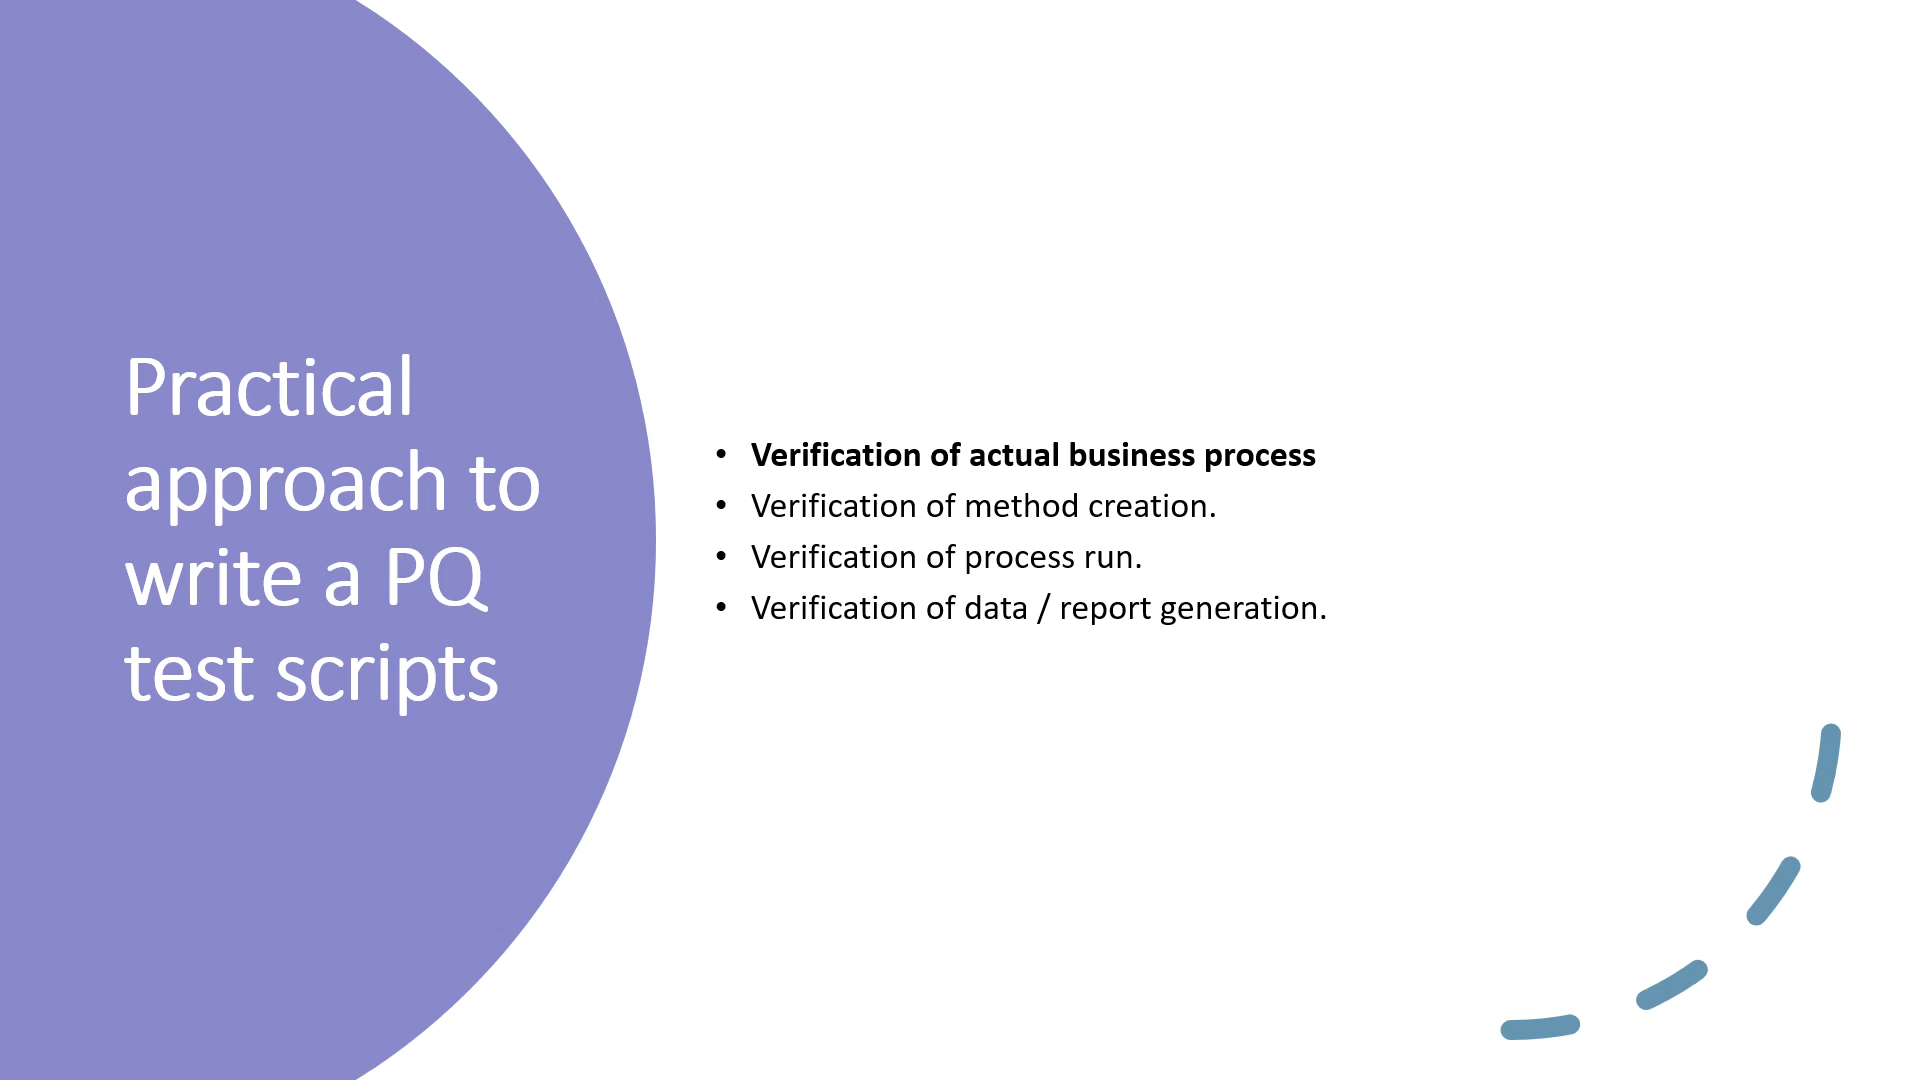 Practical
approach to
write a PQ
test scripts
• Verification of actual business process
• Verification of method creation.
• Verification of process run.
• Verification of data / report generation.